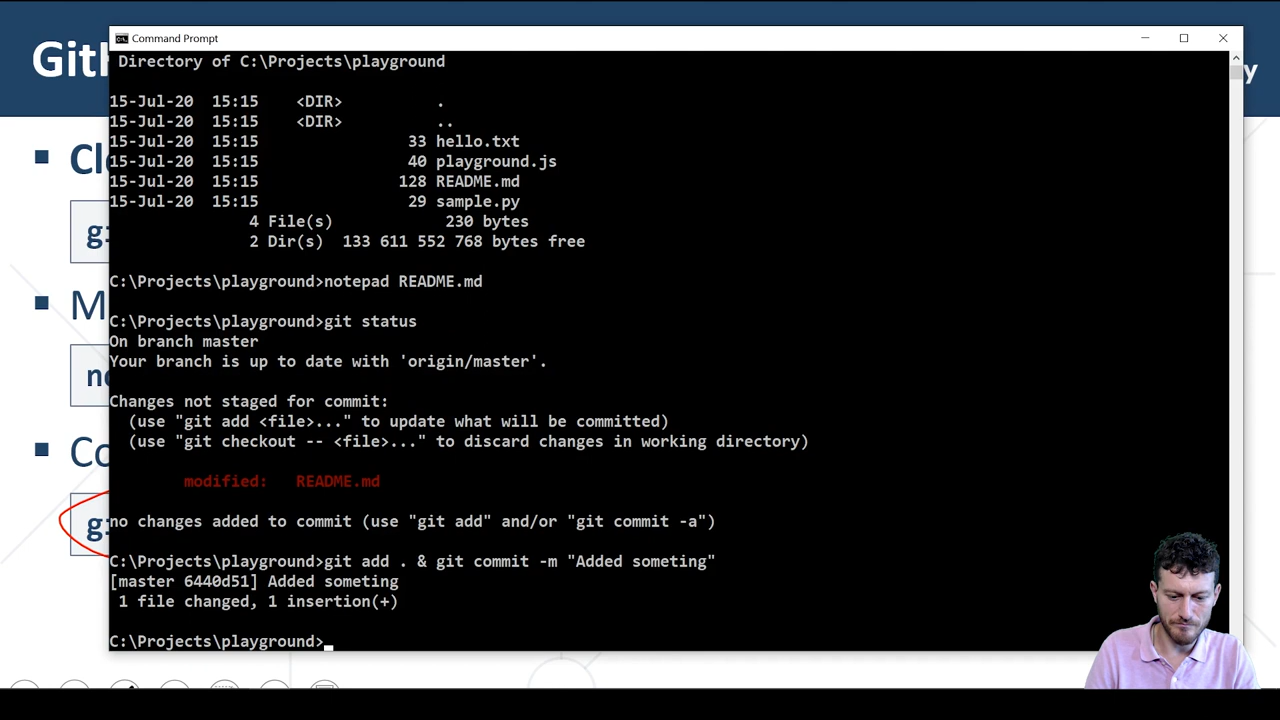 Gith
y
Command Prompt
Directory of C:\Projects\playground
15-Jul-20 15:15 <DIR> .
15-Jul-20 15:15 <DIR> ..
15-Jul-20 15:15 33 hello.txt
15-Jul-20 15:15 40 playground.js
15-Jul-20 15:15 128 README.md
15-Jul-20 15:15 29 sample.py
4 File(s) 230 bytes
2 Dir(s) 133 611 552 768 bytes free
C:\Projects\playground>notepad README.md
C:\Projects\playground>git status
On branch master
Your branch is up to date with 'origin/master'.
Changes not staged for commit:
(use "git add <file>..." to update what will be committed)
(use "git checkout -- <file>..." to discard changes in working directory)
modified: README.md
no changes added to commit (use "git add" and/or "git commit -a")
C:\Projects\playground>git add . & git commit -m "Added someting"
[master 6440d51] Added someting
1 file changed, 1 insertion(+)
C:\Projects\playground>
Cl
g
M
no
Co
g